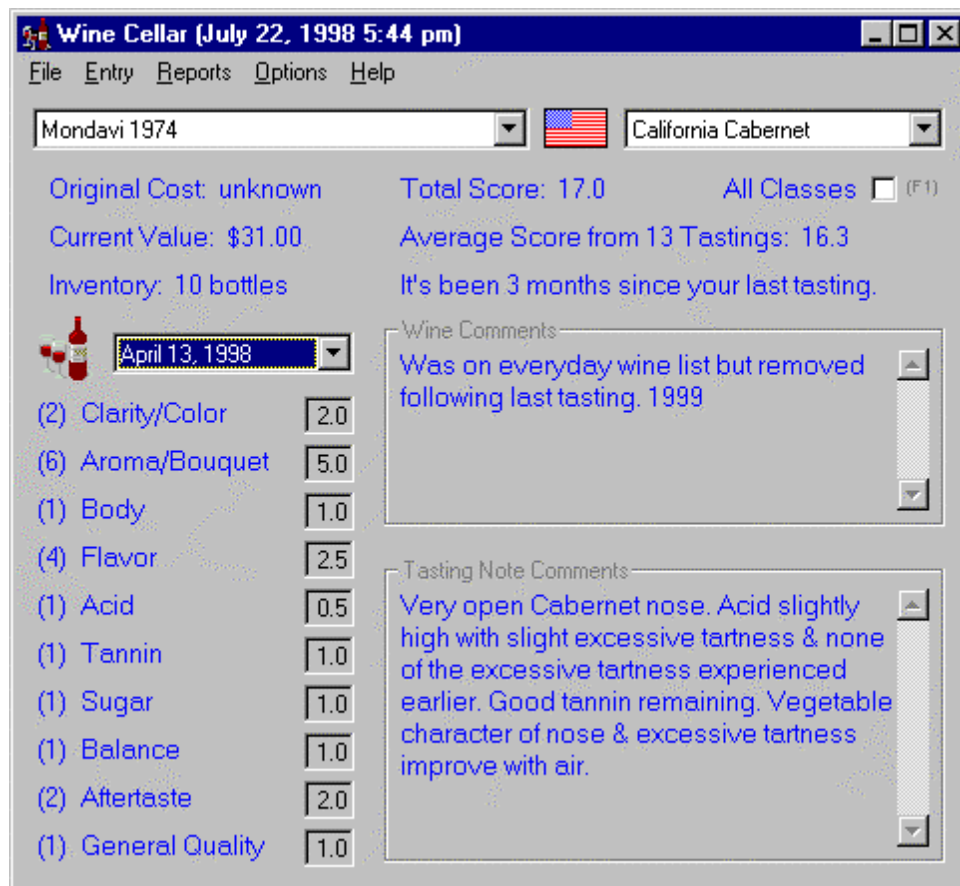 Wine Cellar (July 22, 1998 5:44 pm)
File Entry Reports Options Help
Mondavi 1974
California Cabernet
Original Cost: unknown
Total Score: 17.0
All Classes
(F1)
Current Value: $31.00
Average Score from 13 Tastings: 16.3
Inventory: 10 bottles
It's been 3 months since your last tasting.
April 13, 1998
(2) Clarity/Color 2.0
(6) Aroma/Bouquet 5.0
(1) Body 1.0
(4) Flavor 2.5
(1) Acid 0.5
(1) Tannin 1.0
(1) Sugar 1.0
(1) Balance 1.0
(2) Aftertaste 2.0
(1) General Quality 1.0
Wine Comments
Was on everyday wine list but removed
following last tasting. 1999
Tasting Note Comments
Very open Cabernet nose. Acid slightly
high with slight excessive tartness & none
of the excessive tartness experienced
earlier. Good tannin remaining. Vegetable
character of nose & excessive tartness
improve with air.